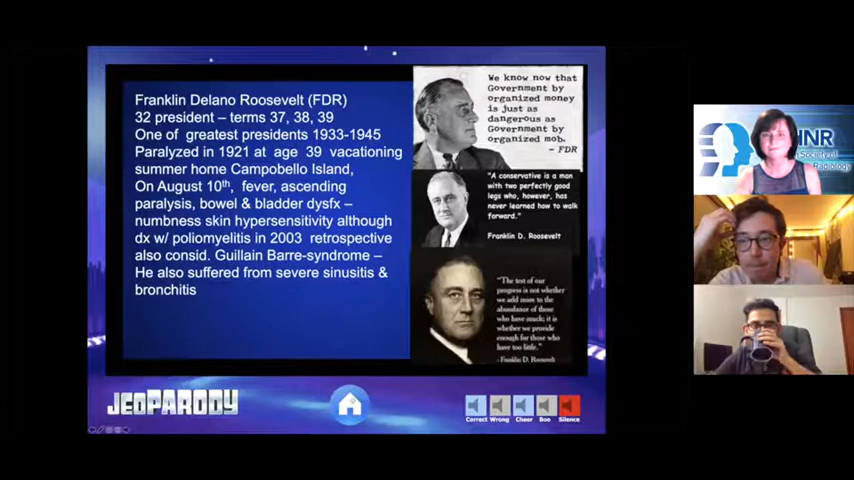 Franklin Delano Roosevelt (FDR)
32 president – terms 37, 38, 39
One of greatest presidents 1933-1945
Paralyzed in 1921 at age 39 vacationing
summer home Campobello Island,
On August 10th, fever, ascending
paralysis, bowel & bladder dysfx –
numbness skin hypersensitivity although
dx w/ poliomyelitis in 2003 retrospective
also consid. Guillain Barre-syndrome –
He also suffered from severe sinusitis &
bronchitis
We know now that
Government by
organized money
is just as
dangerous as
Government by
organized mob.
– FDR
"A conservative is a man
with two perfectly good
legs who, however, has
never learned how to walk
forward."
Franklin D. Roosevelt
"The test of our
progress is not whether
we add more to the
abundance of those
who have much; it is
whether we provide
enough for those who
have too little."
- Franklin D. Roosevelt
JEOPARODY
Correct Wrong Cheer Boo Silence
INR
Society of
Radiology